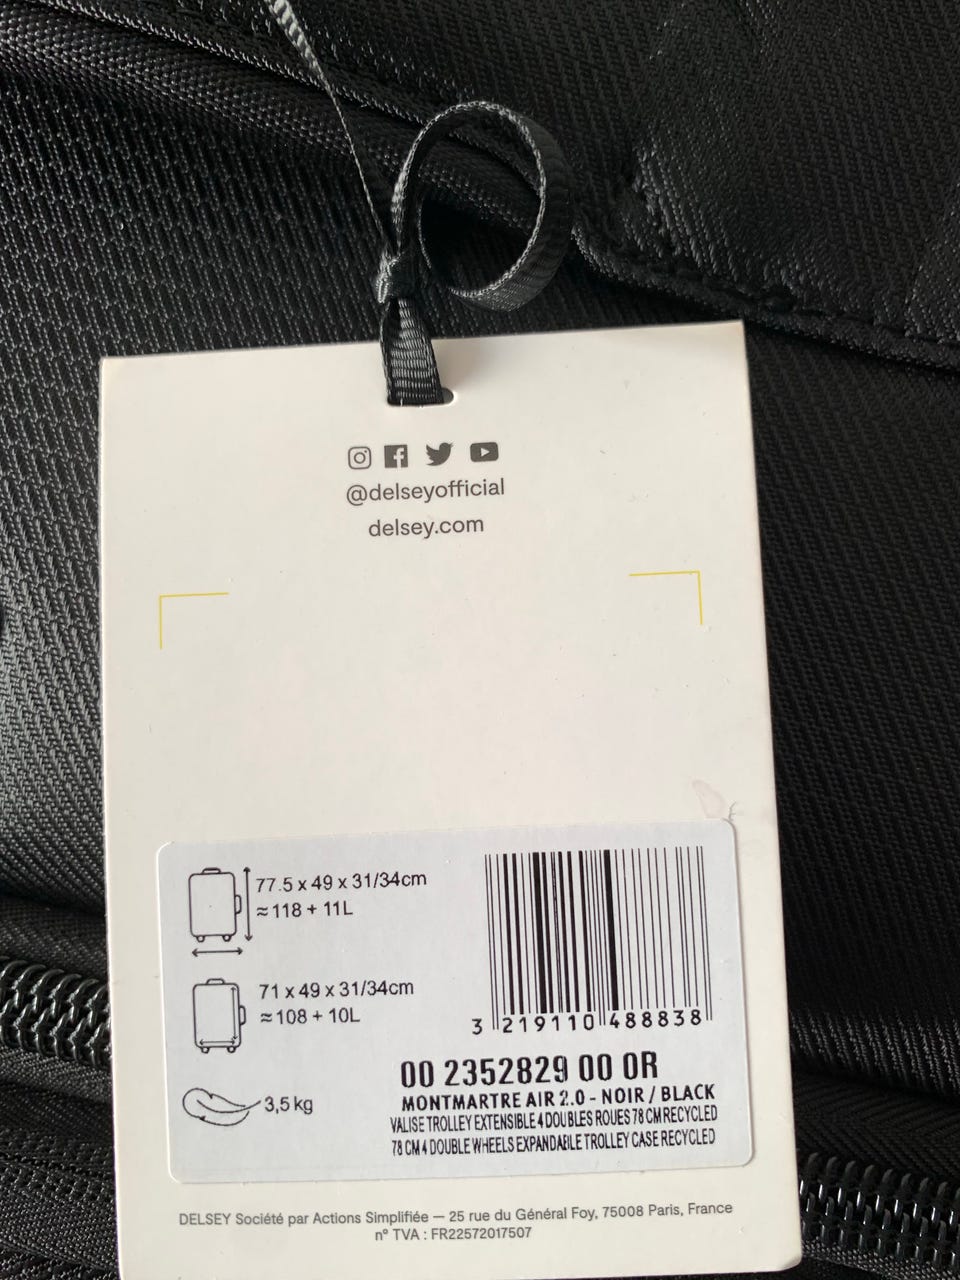 @delseyofficial
delsey.com
77.5 x 49 x 31/34cm
≈118 + 11L
71 x 49 x 31/34cm
≈108 + 10L
3,5 kg
3 219110 488838
00 2352829 00 0R
MONTMARTRE AIR 2.0 - NOIR / BLACK
VALISE TROLLEY EXTENSIBLE 4 DOUBLES ROUES 78 CM RECYCLED
78 CM 4 DOUBLE WHEELS EXPANDABLE TROLLEY CASE RECYCLED
DELSEY Société par Actions Simplifiée — 25 rue du Général Foy, 75008 Paris, France
n° TVA : FR22572017507